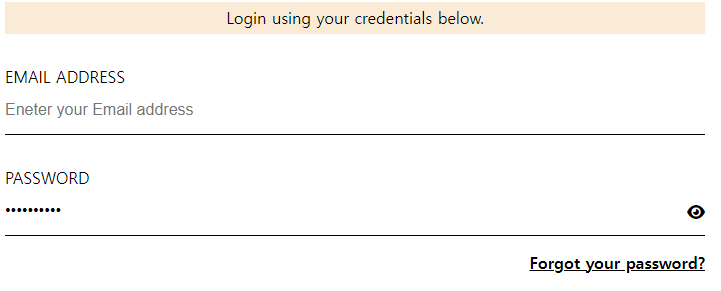 Login using your credentials below.
EMAIL ADDRESS
Eneter your Email address
PASSWORD
••••••••••
Forgot your password?